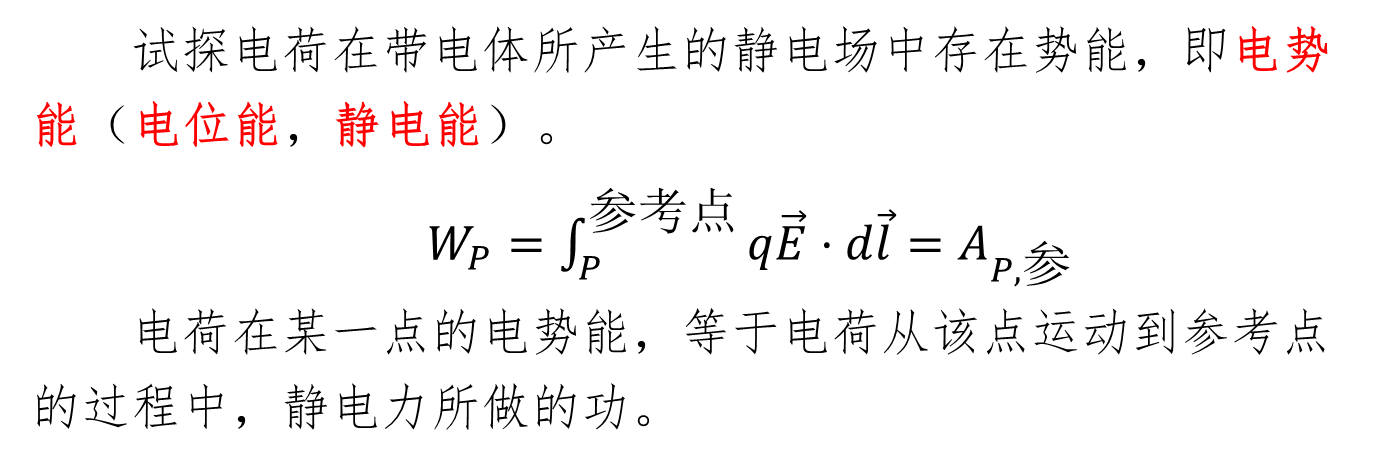 试探电荷在带电体所产生的静电场中存在势能，即电势
能（电位能，静电能）。
W_P = ∫_P^参考点 qE⃗ · dl⃗ = A_P,参
电荷在某一点的电势能，等于电荷从该点运动到参考点
的过程中，静电力所做的功。